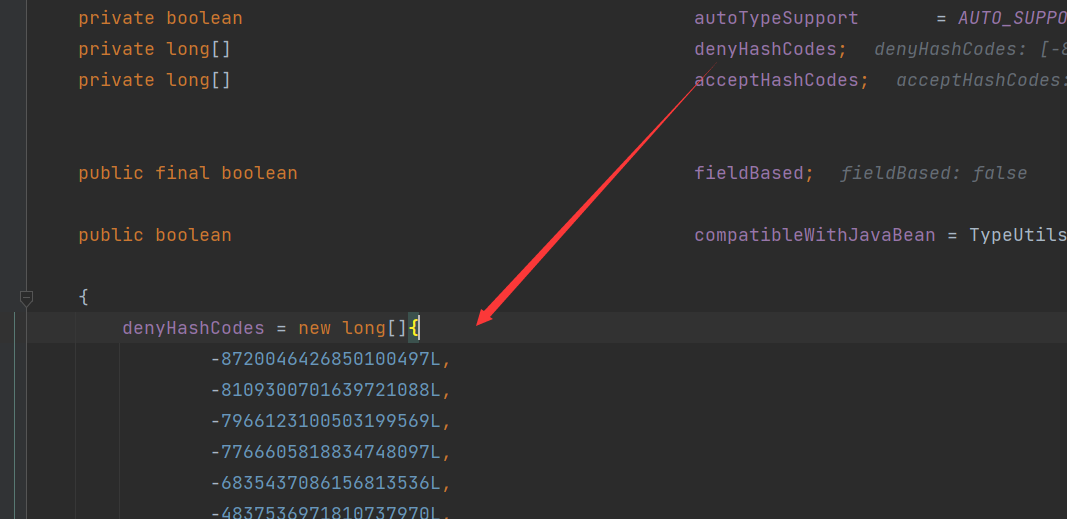 private boolean autoTypeSupport = AUTO_SUPPO
private long[] denyHashCodes; denyHashCodes: [-8
private long[] acceptHashCodes; acceptHashCodes:
public final boolean fieldBased; fieldBased: false
public boolean compatibleWithJavaBean = TypeUtils
{
denyHashCodes = new long[]{
-8720046426850100497L,
-8109300701639721088L,
-7966123100503199569L,
-7766605818834748097L,
-6835437086156813536L,
-4837536971810737970L,